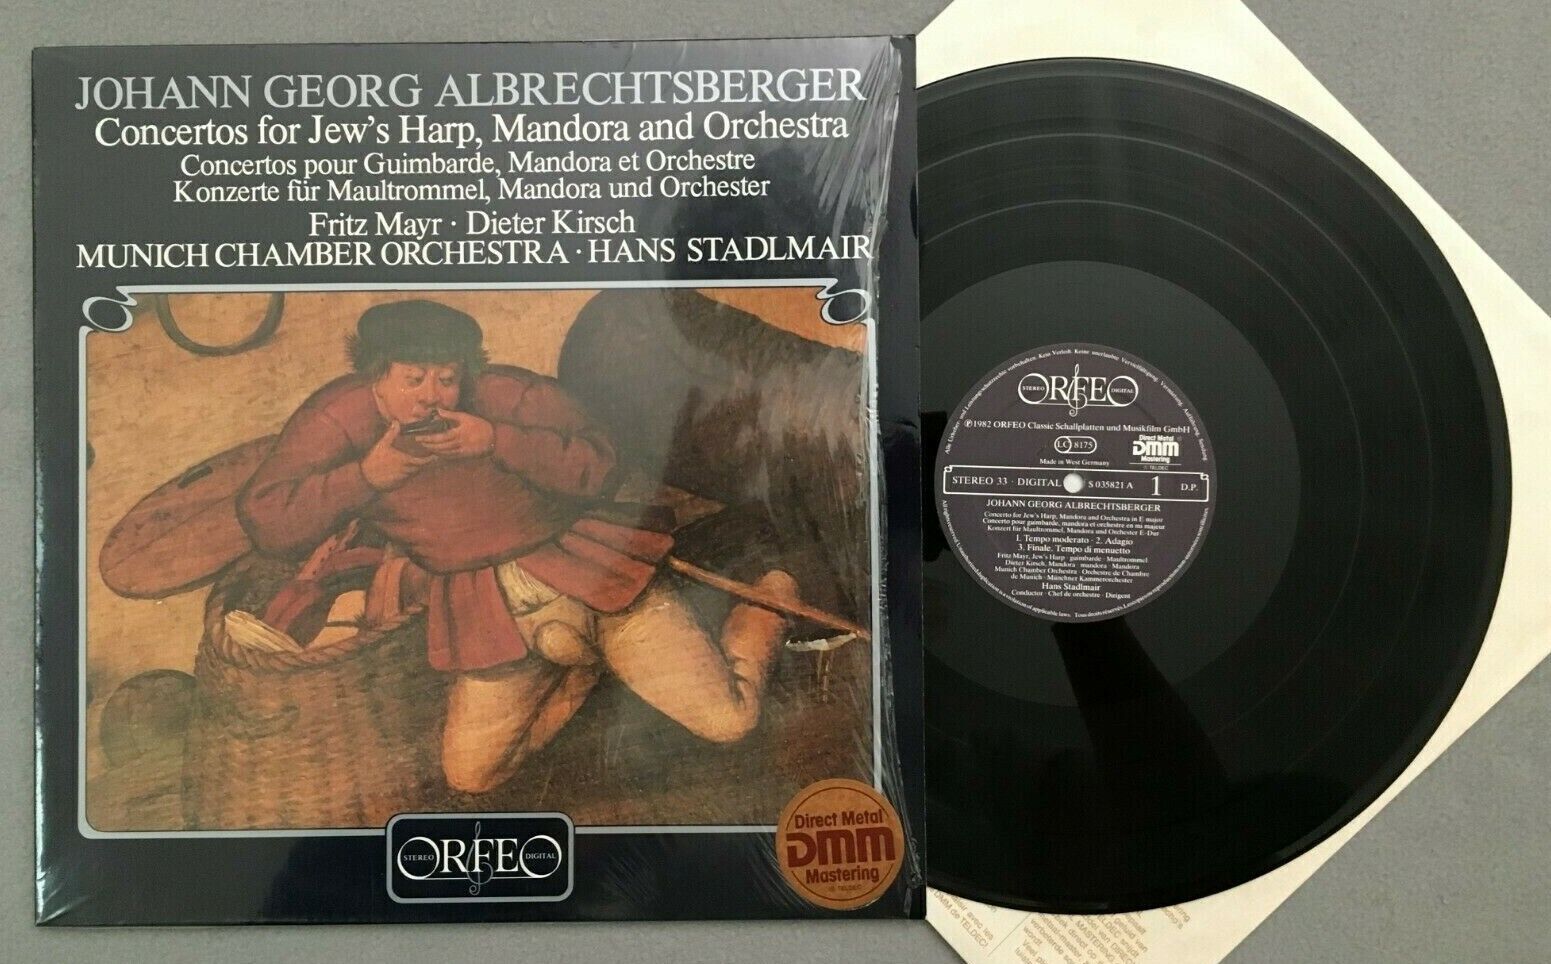 JOHANN GEORG ALBRECHTSBERGER
Concertos for Jew's Harp, Mandora and Orchestra
Concertos pour Guimbarde, Mandora et Orchestre
Konzerte für Maultrommel, Mandora und Orchester
Fritz Mayr · Dieter Kirsch
MUNICH CHAMBER ORCHESTRA · HANS STADLMAIR
STEREO ORFEO DIGITAL
Direct Metal
DMM
Mastering
TELDEC
STEREO ORFEO DIGITAL
℗1982 ORFEO Classic Schallplatten und Musikfilm GmbH
LC 8175
Made in West Germany
Direct Metal
DMM
Mastering
TELDEC
STEREO 33 · DIGITAL S 035821 A 1 D.P.
JOHANN GEORG ALBRECHTSBERGER
Concerto for Jew's Harp, Mandora and Orchestra in E major
Concerto pour guimbarde, mandora et orchestre en mi majeur
Konzert für Maultrommel, Mandora und Orchester E-Dur
1. Tempo moderato · 2. Adagio
3. Finale. Tempo di menuetto
Fritz Mayr, Jew's Harp · guimbarde · Maultrommel
Dieter Kirsch, Mandora · mandora · Mandora
Munich Chamber Orchestra · Orchestre de Chambre
de Munich · Münchner Kammerorchester
Hans Stadlmair
Conductor · Chef de orchestre · Dirigent